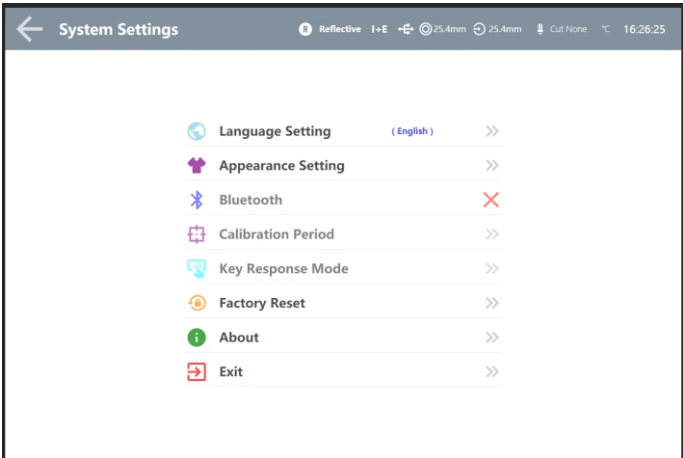 System Settings R Reflective I+E 25.4mm 25.4mm Cut None °C 16:26:25
Language Setting ( English )
Appearance Setting
Bluetooth
Calibration Period
Key Response Mode
Factory Reset
About
Exit